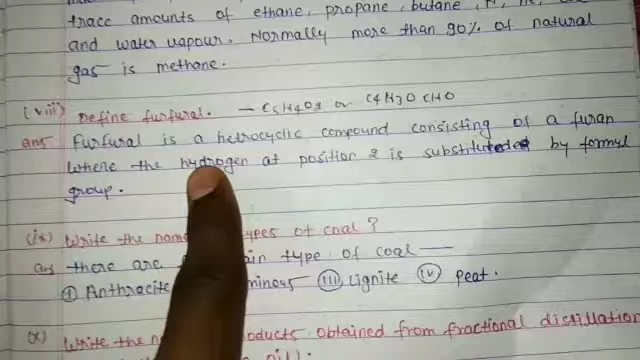 trace amounts of ethane, propane, butane, N, He,
and water vapour. Normally more than 90% of natural
gas is methane.
(viii) Define furfural. — C5H4O2 or C4H3O CHO
ans Furfural is a hetrocyclic compound consisting of a furan
where the hydrogen at position 2 is substituted by formyl
group.
(ix) Write the name types of coal?
ans there are in type of coal —
(i) Anthracite minous (iii) Lignite (iv) Peat.
(x) Write the products obtained from fractional distillation